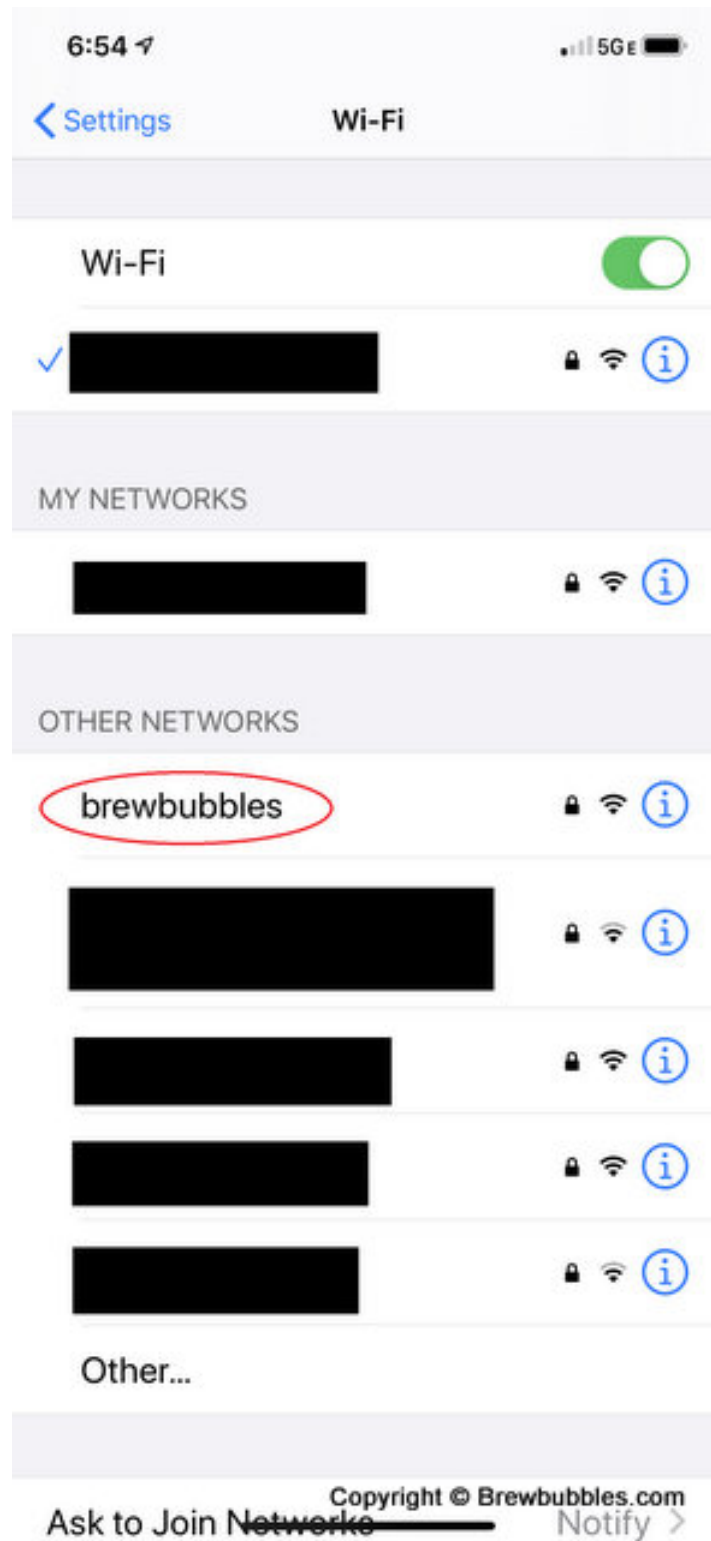 6:54 5GE
Settings Wi-Fi
Wi-Fi
MY NETWORKS
OTHER NETWORKS
brewbubbles
Other...
Copyright © Brewbubbles.com
Ask to Join Networks Notify